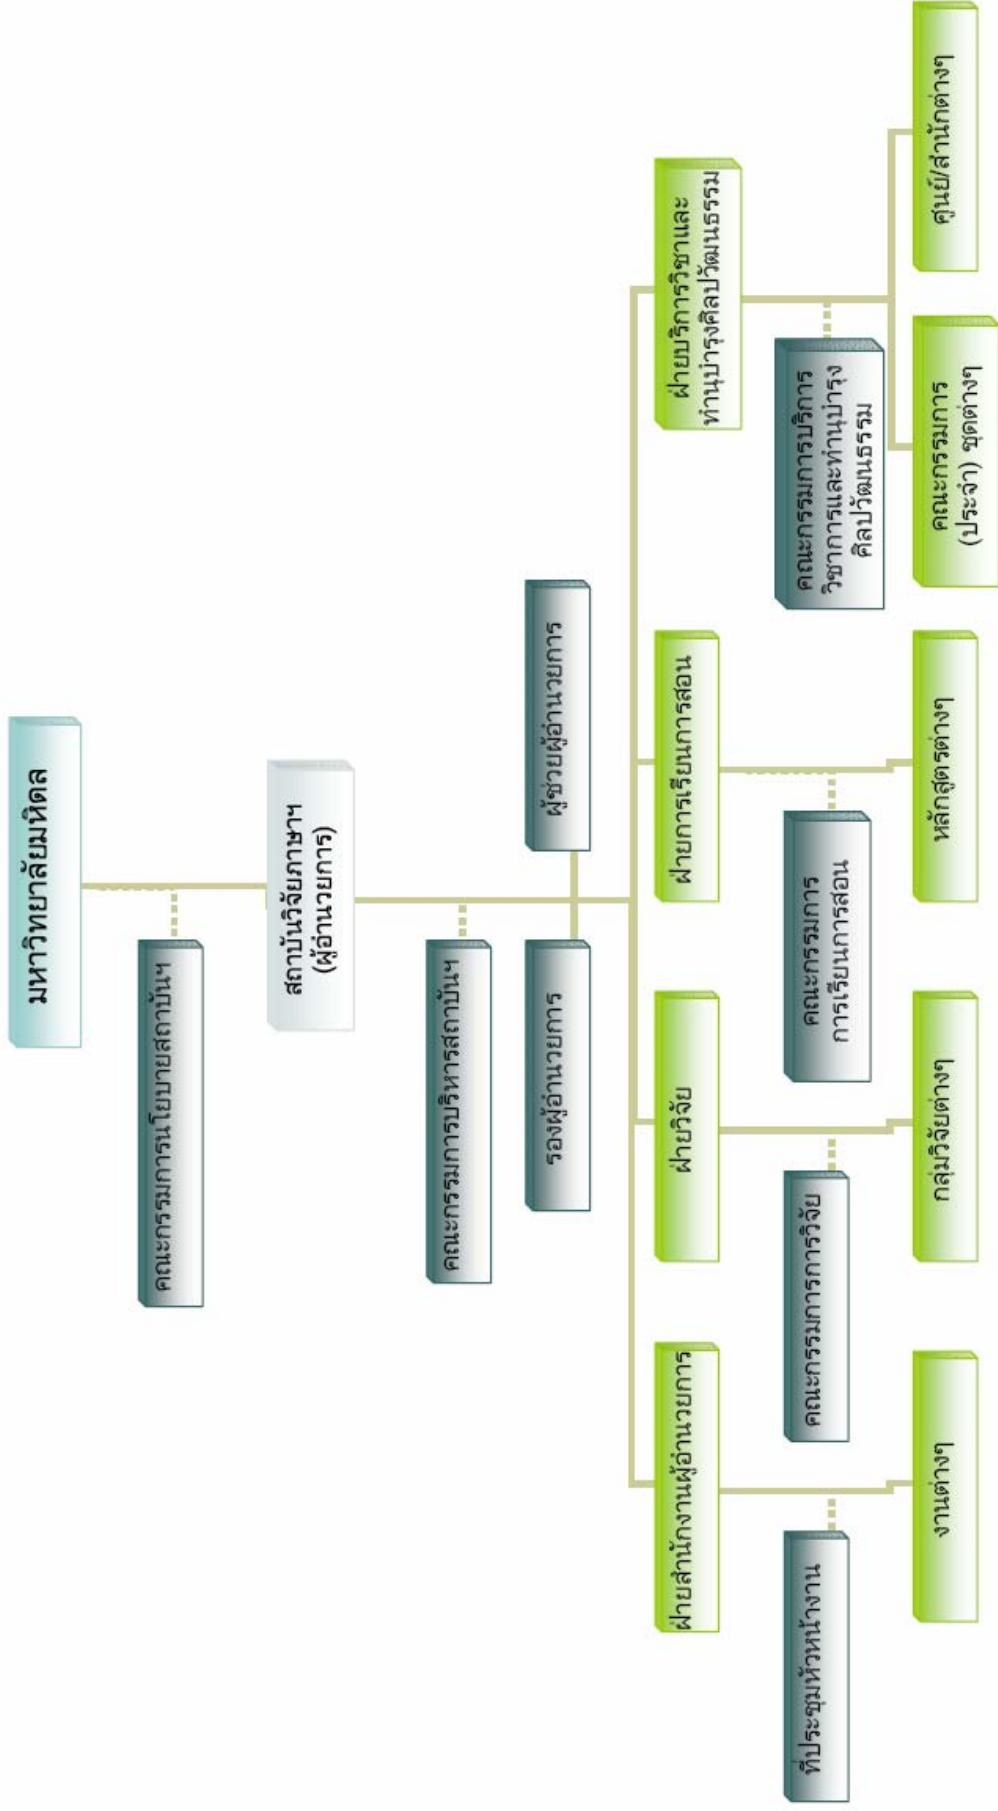 มหาวิทยาลัยมหิดล
คณะกรรมการนโยบายสถาบันฯ
สถาบันวิจัยภาษาฯ
(ผู้อำนวยการ)
คณะกรรมการบริหารสถาบันฯ
รองผู้อำนวยการ
ผู้ช่วยผู้อำนวยการ
ฝ่ายสำนักงานผู้อำนวยการ
ฝ่ายวิจัย
ฝ่ายการเรียนการสอน
ฝ่ายบริการวิชาและ
ทำนุบำรุงศิลปวัฒนธรรม
ที่ประชุมหัวหน้างาน
คณะกรรมการการวิจัย
คณะกรรมการ
การเรียนการสอน
คณะกรรมการบริการ
วิชาการและทำนุบำรุง
ศิลปวัฒนธรรม
งานต่างๆ
กลุ่มวิจัยต่างๆ
หลักสูตรต่างๆ
คณะกรรมการ
(ประจำ) ชุดต่างๆ
ศูนย์/สำนักต่างๆ